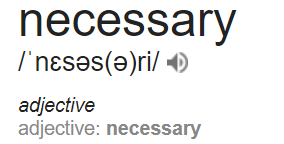 necessary
/ˈnɛsəs(ə)ri/
adjective
adjective: necessary